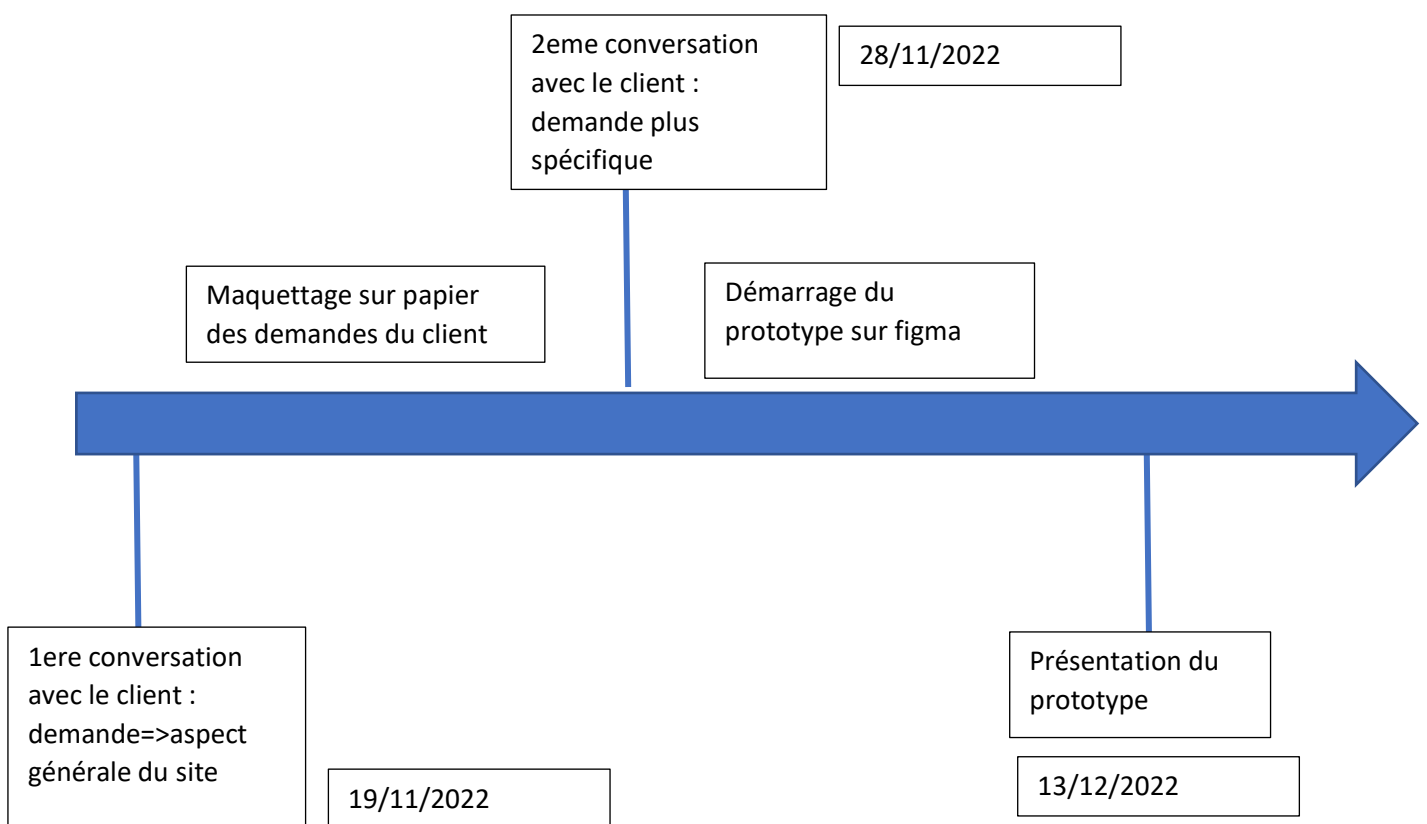 2eme conversation
avec le client :
demande plus
spécifique
28/11/2022
Maquettage sur papier
des demandes du client
Démarrage du
prototype sur figma
1ere conversation
avec le client :
demande=>aspect
générale du site
19/11/2022
Présentation du
prototype
13/12/2022